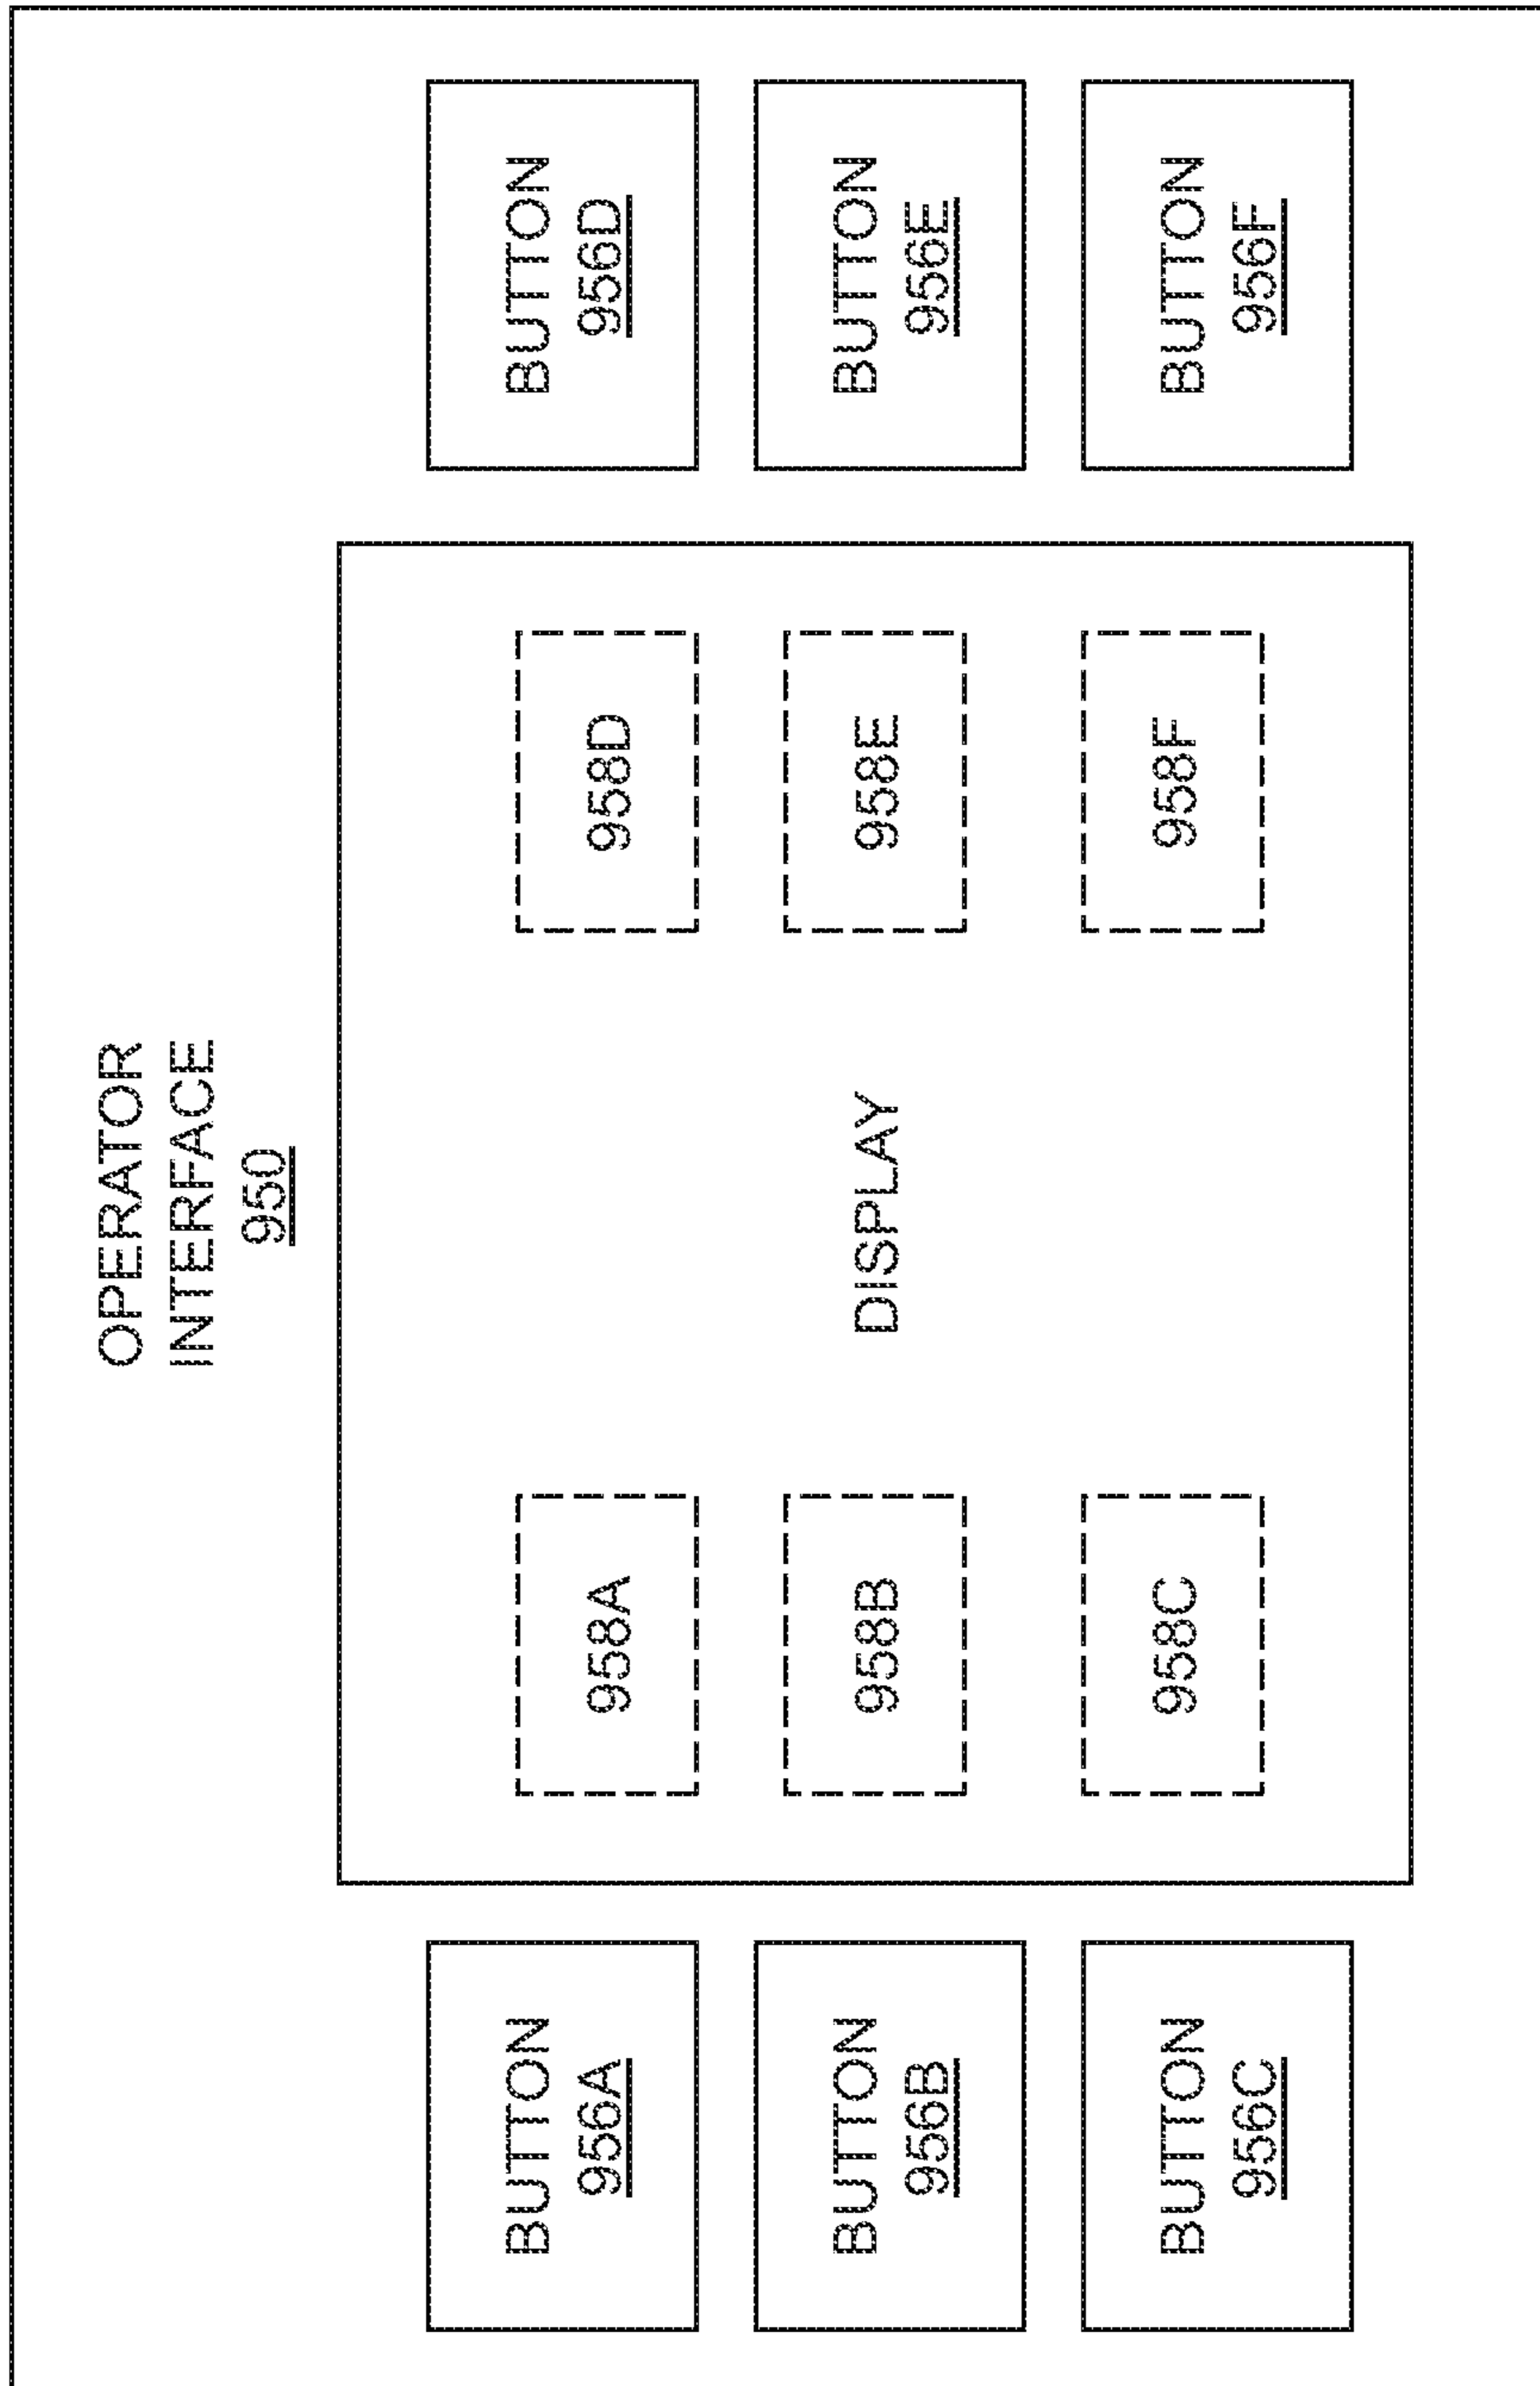 OPERATOR
INTERFACE
950
BUTTON
956A
958A
958D
BUTTON
956D
BUTTON
956B
958B
DISPLAY
958E
BUTTON
956E
BUTTON
956C
958C
958F
BUTTON
956F